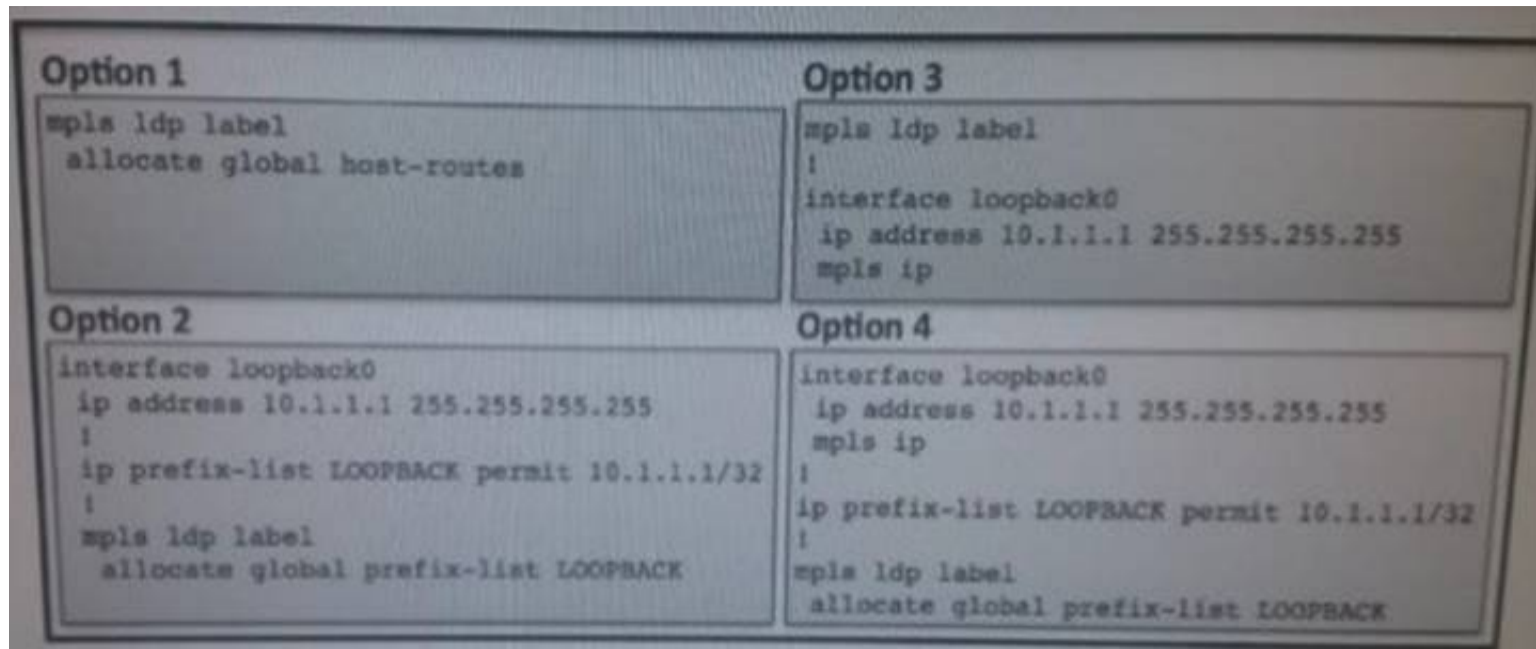 Option 1
mpls ldp label
allocate global host-routes
Option 2
interface loopback0
ip address 10.1.1.1 255.255.255.255
!
ip prefix-list LOOPBACK permit 10.1.1.1/32
!
mpls ldp label
allocate global prefix-list LOOPBACK
Option 3
mpls ldp label
!
interface loopback0
ip address 10.1.1.1 255.255.255.255
mpls ip
Option 4
interface loopback0
ip address 10.1.1.1 255.255.255.255
mpls ip
!
ip prefix-list LOOPBACK permit 10.1.1.1/32
!
mpls ldp label
allocate global prefix-list LOOPBACK